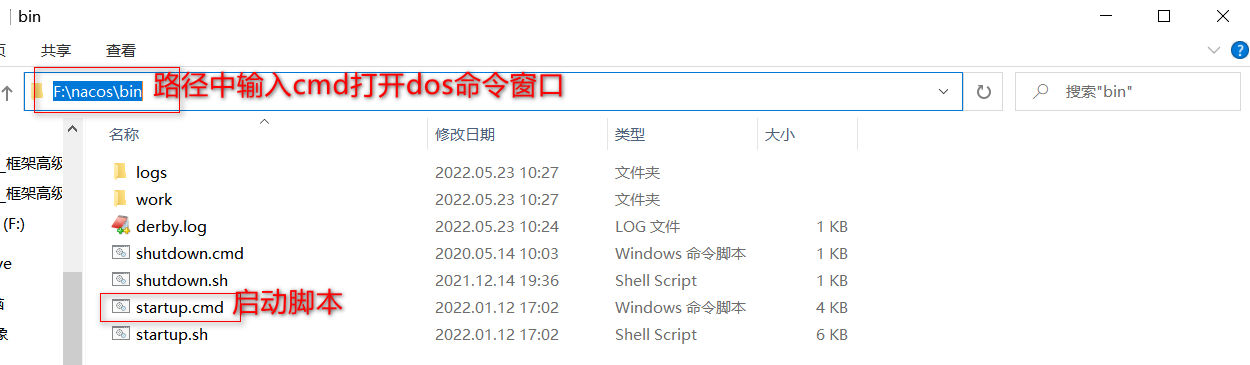 bin
共享 查看
F:\nacos\bin 路径中输入cmd打开dos命令窗口 搜索"bin"
名称 修改日期 类型 大小
_框架高级
_框架高级
(F:)
logs 2022.05.23 10:27 文件夹
work 2022.05.23 10:27 文件夹
derby.log 2022.05.23 10:24 LOG 文件 1 KB
shutdown.cmd 2020.05.14 10:03 Windows 命令脚本 1 KB
shutdown.sh 2021.12.14 19:36 Shell Script 1 KB
startup.cmd 启动脚本 2022.01.12 17:02 Windows 命令脚本 4 KB
startup.sh 2022.01.12 17:02 Shell Script 6 KB